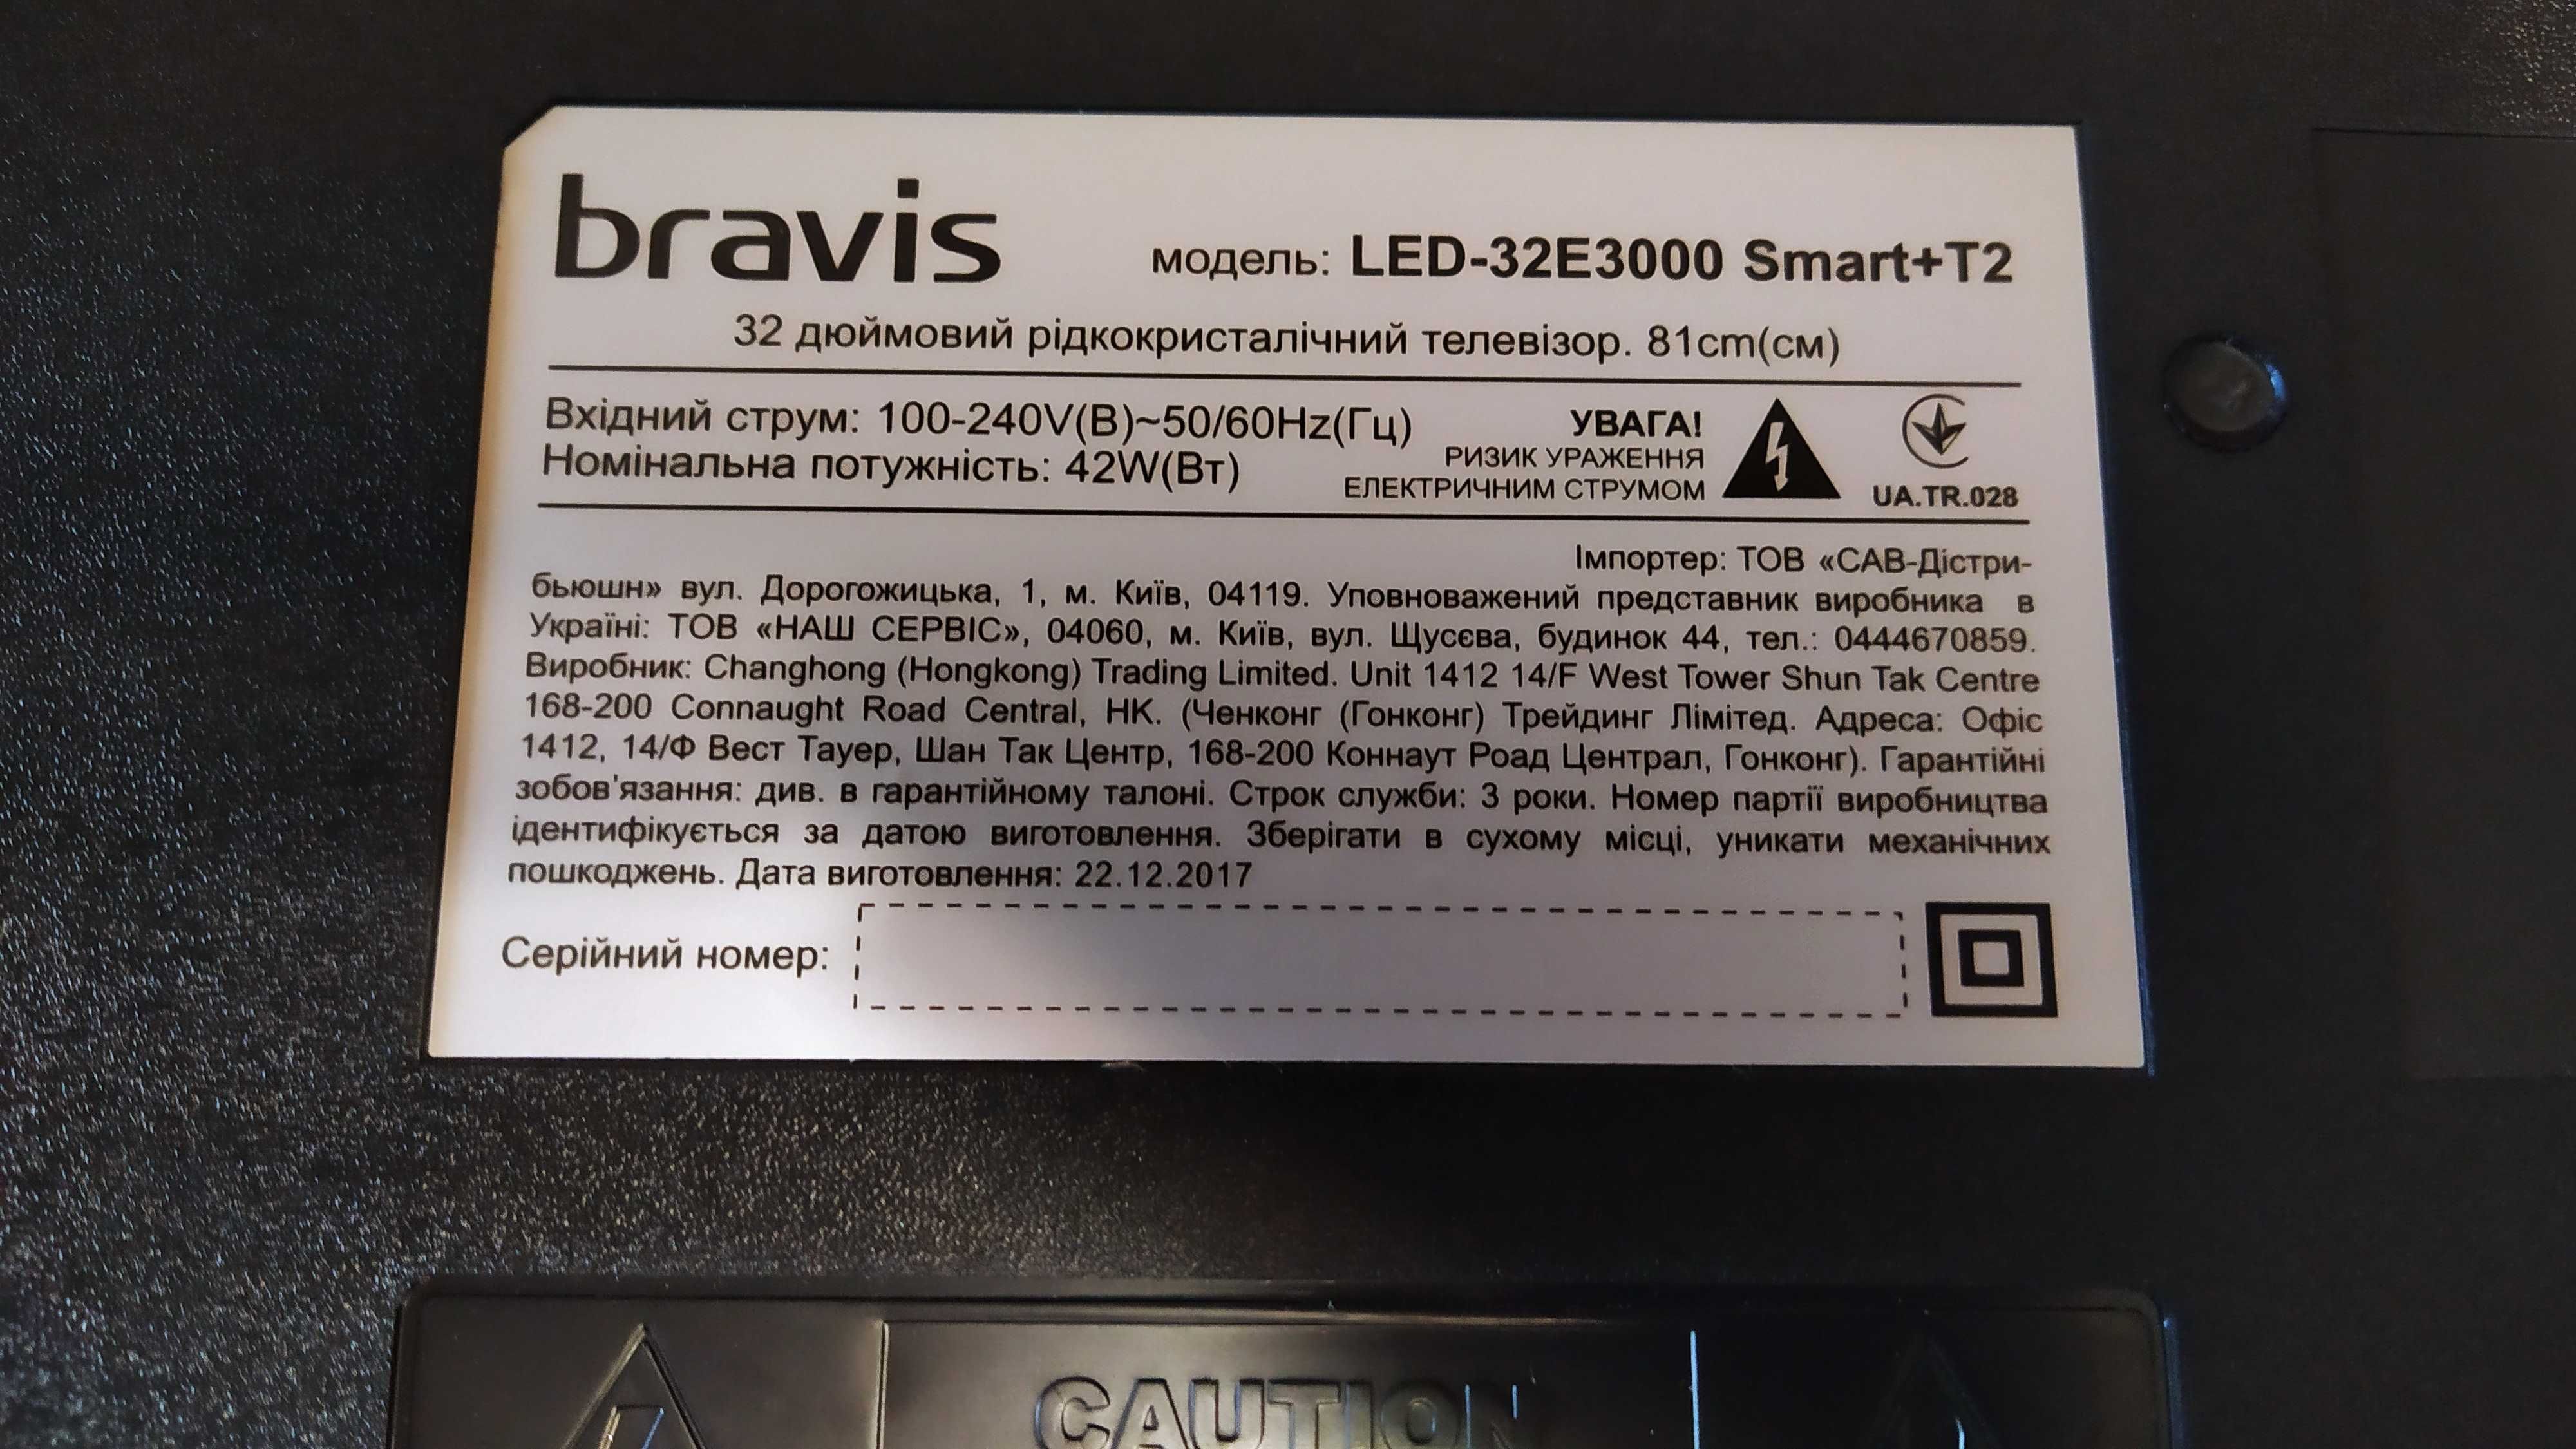 bravis
модель: LED-32E3000 Smart+T2
32 дюймовий рідкокристалічний телевізор. 81cm(см)
Вхідний струм: 100-240V(В)~50/60Hz(Гц)
Номінальна потужність: 42W(Вт)
УВАГА!
РИЗИК УРАЖЕННЯ
ЕЛЕКТРИЧНИМ СТРУМОМ
UA.TR.028
Імпортер: ТОВ «САВ-Дістри-
бьюшн» вул. Дорогожицька, 1, м. Київ, 04119. Уповноважений представник виробника в
Україні: ТОВ «НАШ СЕРВІС», 04060, м. Київ, вул. Щусєва, будинок 44, тел.: 0444670859.
Виробник: Changhong (Hongkong) Trading Limited. Unit 1412 14/F West Tower Shun Tak Centre
168-200 Connaught Road Central, HK. (Ченконг (Гонконг) Трейдинг Лімітед. Адреса: Офіс
1412, 14/Ф Вест Тауер, Шан Так Центр, 168-200 Коннаут Роад Централ, Гонконг). Гарантійні
зобов'язання: див. в гарантійному талоні. Строк служби: 3 роки. Номер партії виробництва
ідентифікується за датою виготовлення. Зберігати в сухому місці, уникати механічних
пошкоджень. Дата виготовлення: 22.12.2017
Серійний номер:
CAUTION